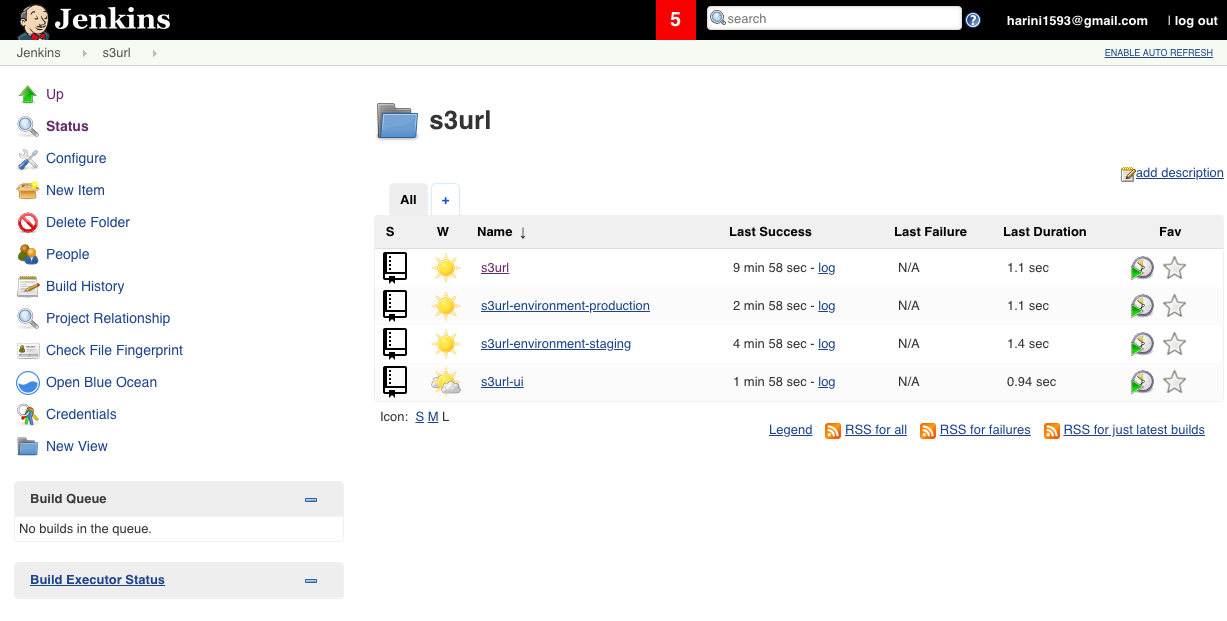 Jenkins
5
search
harini1593@gmail.com
| log out
Jenkins s3url
ENABLE AUTO REFRESH
Up
Status
Configure
New Item
Delete Folder
People
Build History
Project Relationship
Check File Fingerprint
Open Blue Ocean
Credentials
New View
Build Queue
No builds in the queue.
Build Executor Status
s3url
add description
All +
S W Name ↓ Last Success Last Failure Last Duration Fav
s3url 9 min 58 sec - log N/A 1.1 sec
s3url-environment-production 2 min 58 sec - log N/A 1.1 sec
s3url-environment-staging 4 min 58 sec - log N/A 1.4 sec
s3url-ui 1 min 58 sec - log N/A 0.94 sec
Icon: S M L
Legend RSS for all RSS for failures RSS for just latest builds